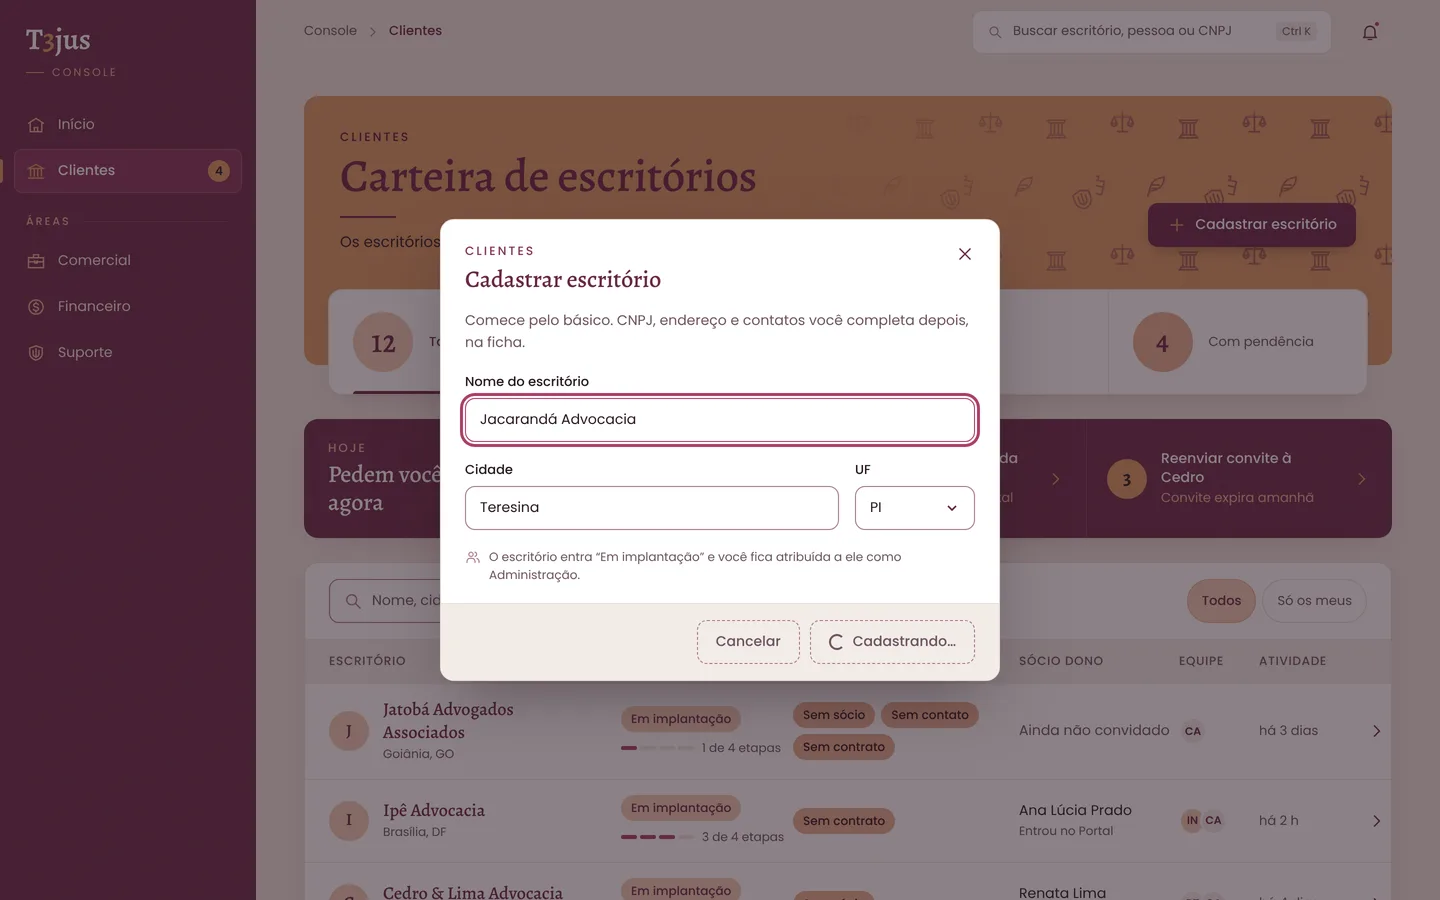 T3jus
CONSOLE
Início
Clientes
4
ÁREAS
Comercial
Financeiro
Suporte
Console
Clientes
Buscar escritório, pessoa ou CNPJ
Ctrl K
CLIENTES
Carteira de escritórios
Os escritórios
Cadastrar escritório
12
4
Com pendência
HOJE
Pedem você
agora
3
Reenviar convite à
Cedro
Convite expira amanhã
CLIENTES
Cadastrar escritório
Comece pelo básico. CNPJ, endereço e contatos você completa depois,
na ficha.
Nome do escritório
Jacarandá Advocacia
Cidade
UF
Teresina
PI
O escritório entra “Em implantação” e você fica atribuída a ele como
Administração.
Cancelar
Cadastrando…
Todos
Só os meus
ESCRITÓRIO
SÓCIO DONO
EQUIPE
ATIVIDADE
J
Jatobá Advogados
Associados
Goiânia, GO
Em implantação
1 de 4 etapas
Sem sócio
Sem contato
Sem contrato
Ainda não convidado
CA
há 3 dias
I
Ipê Advocacia
Brasília, DF
Em implantação
3 de 4 etapas
Sem contrato
Ana Lúcia Prado
Entrou no Portal
IN
CA
há 2 h
Cedro & Lima Advocacia
Em implantação
Renata Lima